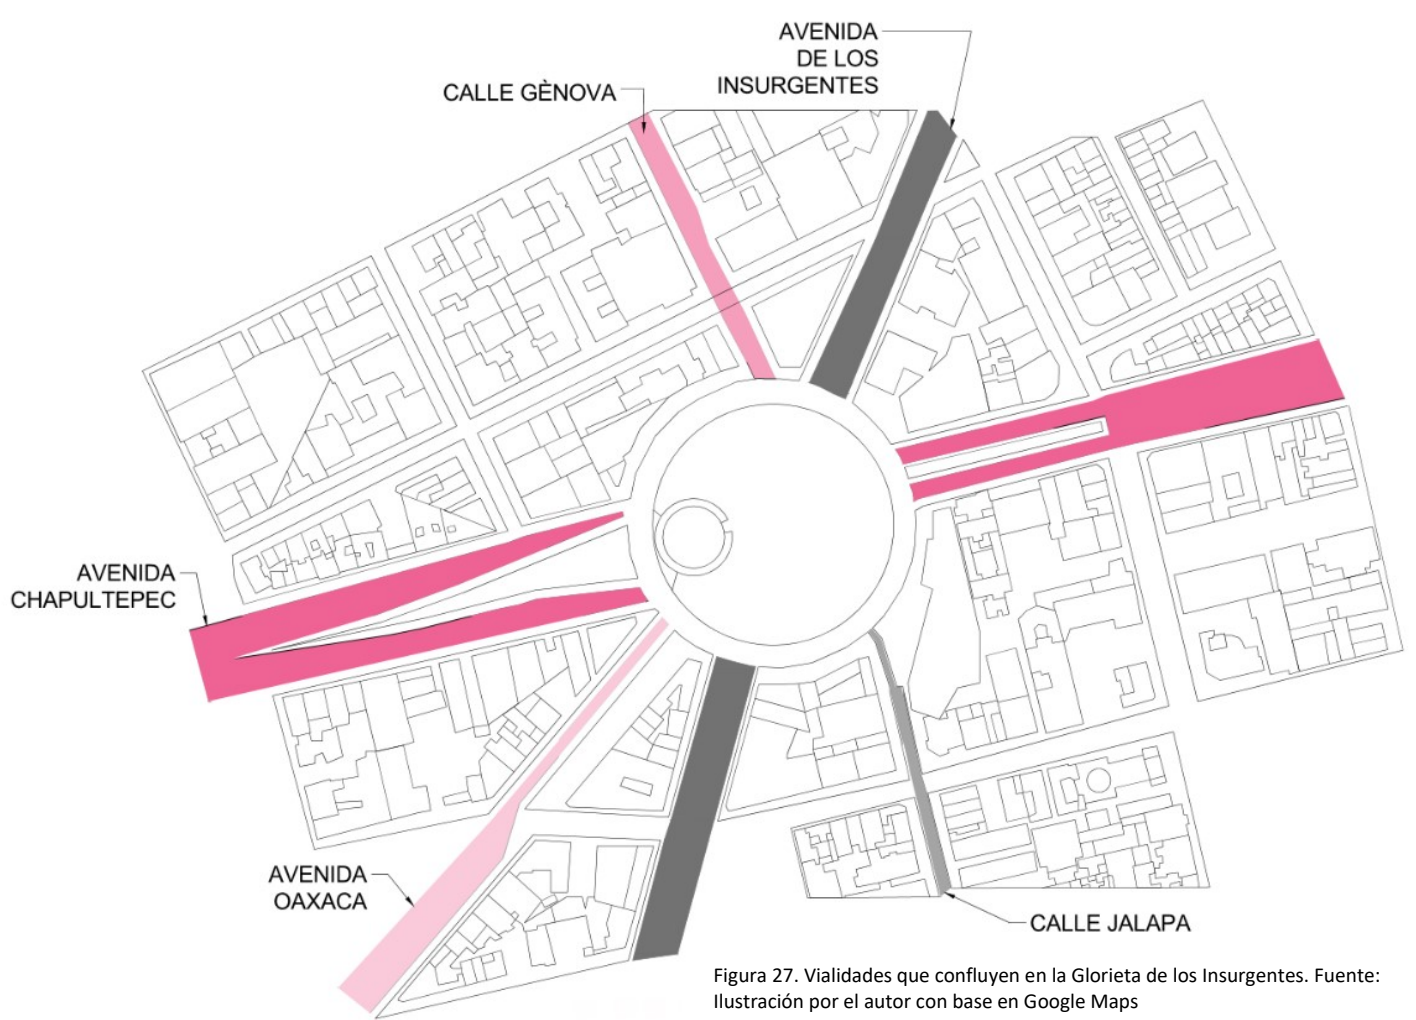 AVENIDA
DE LOS
INSURGENTES
CALLE GÈNOVA
AVENIDA
CHAPULTEPEC
AVENIDA
OAXACA
CALLE JALAPA
Figura 27. Vialidades que confluyen en la Glorieta de los Insurgentes. Fuente:
Ilustración por el autor con base en Google Maps